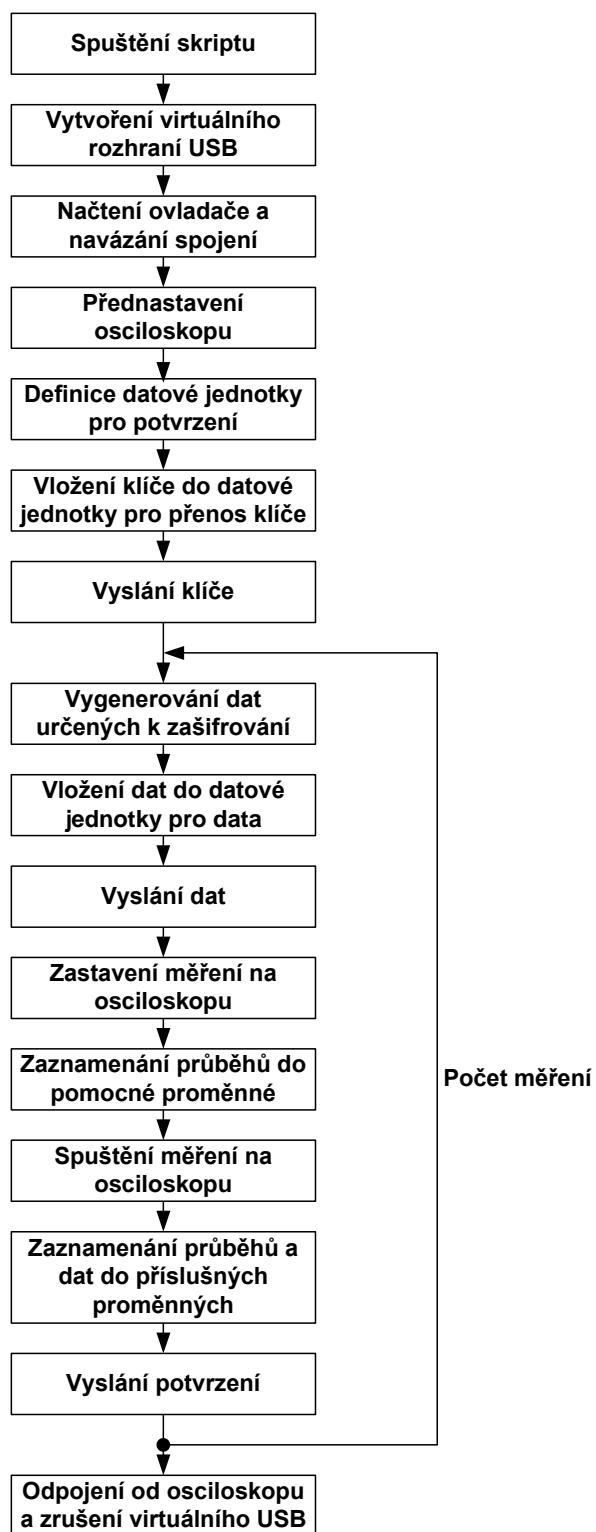 Spuštění skriptu
Vytvoření virtuálního
rozhraní USB
Načtení ovladače a
navázání spojení
Přednastavení
osciloskopu
Definice datové jednotky
pro potvrzení
Vložení klíče do datové
jednotky pro přenos klíče
Vyslání klíče
Vygenerování dat
určených k zašifrování
Vložení dat do datové
jednotky pro data
Vyslání dat
Zastavení měření na
osciloskopu
Zaznamenání průběhů do
pomocné proměnné
Počet měření
Spuštění měření na
osciloskopu
Zaznamenání průběhů a
dat do příslušných
proměnných
Vyslání potvrzení
Odpojení od osciloskopu
a zrušení virtuálního USB